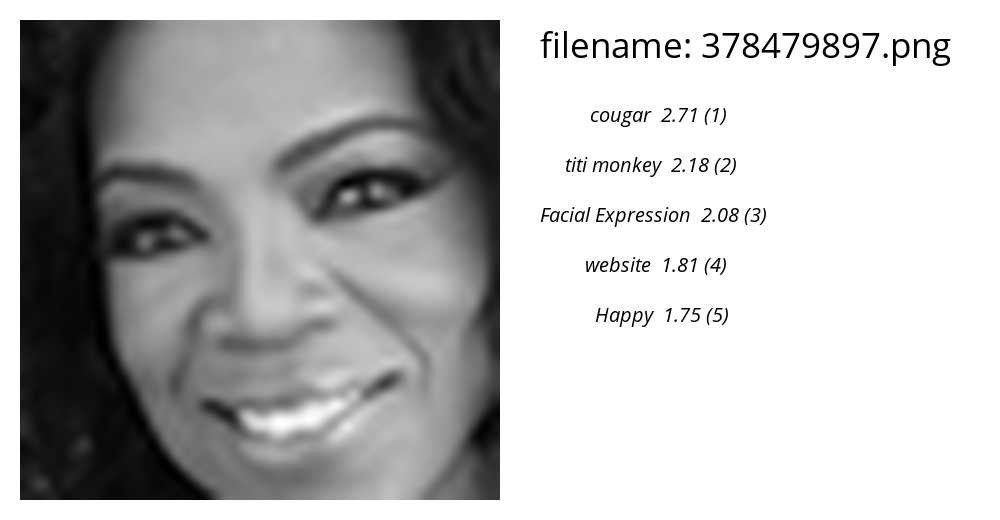 filename: 378479897.png
cougar 2.71 (1)
titi monkey 2.18 (2)
Facial Expression 2.08 (3)
website 1.81 (4)
Happy 1.75 (5)